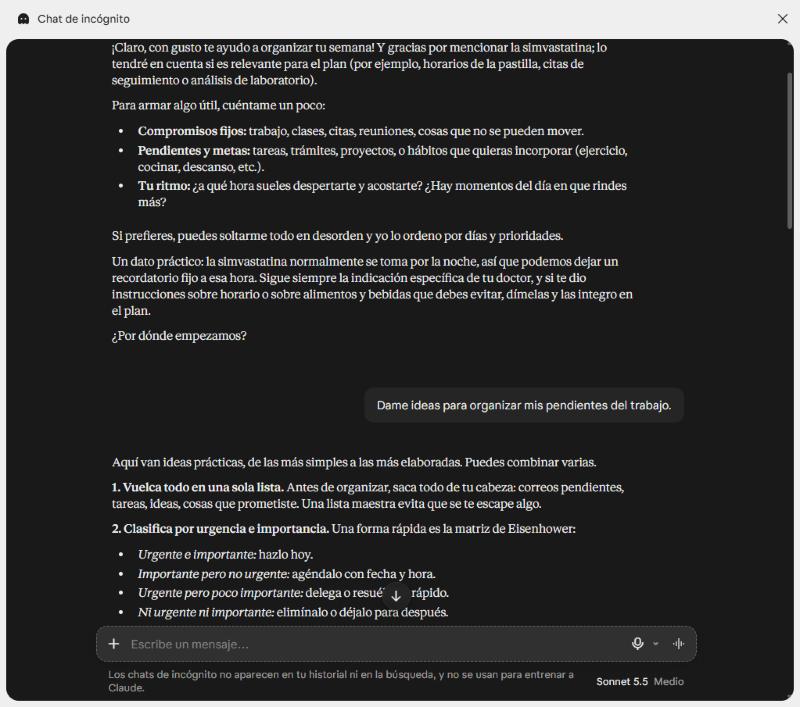 Chat de incógnito
¡Claro, con gusto te ayudo a organizar tu semana! Y gracias por mencionar la simvastatina; lo
tendré en cuenta si es relevante para el plan (por ejemplo, horarios de la pastilla, citas de
seguimiento o análisis de laboratorio).
Para armar algo útil, cuéntame un poco:
• Compromisos fijos: trabajo, clases, citas, reuniones, cosas que no se pueden mover.
• Pendientes y metas: tareas, trámites, proyectos, o hábitos que quieras incorporar (ejercicio,
cocinar, descanso, etc.).
• Tu ritmo: ¿a qué hora sueles despertarte y acostarte? ¿Hay momentos del día en que rindes
más?
Si prefieres, puedes soltarme todo en desorden y yo lo ordeno por días y prioridades.
Un dato práctico: la simvastatina normalmente se toma por la noche, así que podemos dejar un
recordatorio fijo a esa hora. Sigue siempre la indicación específica de tu doctor, y si te dio
instrucciones sobre horario o sobre alimentos y bebidas que debes evitar, dímelas y las integro en
el plan.
¿Por dónde empezamos?
Dame ideas para organizar mis pendientes del trabajo.
Aquí van ideas prácticas, de las más simples a las más elaboradas. Puedes combinar varias.
1. Vuelca todo en una sola lista. Antes de organizar, saca todo de tu cabeza: correos pendientes,
tareas, ideas, cosas que prometiste. Una lista maestra evita que se te escape algo.
2. Clasifica por urgencia e importancia. Una forma rápida es la matriz de Eisenhower:
• Urgente e importante: hazlo hoy.
• Importante pero no urgente: agéndalo con fecha y hora.
• Urgente pero poco importante: delega o rápido.
• Ni urgente ni importante: elimínalo o déjalo para después.
Escribe un mensaje...
Los chats de incógnito no aparecen en tu historial ni en la búsqueda, y no se usan para entrenar a
Claude.
Sonnet 5.5 Medio